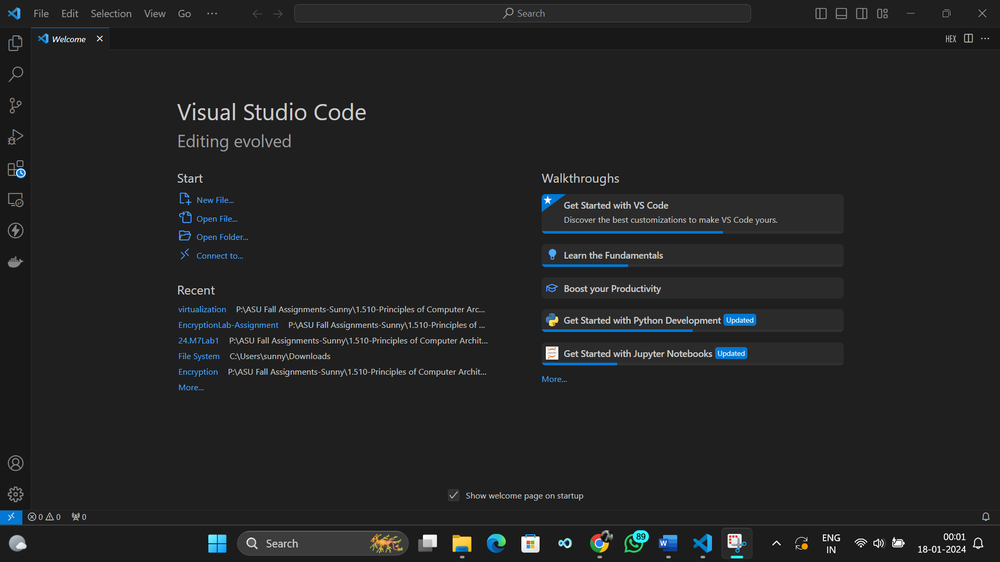 File Edit Selection View Go ...
Search
Welcome
HEX
Visual Studio Code
Editing evolved
Start
New File...
Open File...
Open Folder...
Connect to...
Recent
virtualization P:\ASU Fall Assignments-Sunny\1.510-Principles of Computer Arc...
EncryptionLab-Assignment P:\ASU Fall Assignments-Sunny\1.510-Principles of ...
24.M7Lab1 P:\ASU Fall Assignments-Sunny\1.510-Principles of Computer Archit...
File System C:\Users\sunny\Downloads
Encryption P:\ASU Fall Assignments-Sunny\1.510-Principles of Computer Archit...
More...
Walkthroughs
Get Started with VS Code
Discover the best customizations to make VS Code yours.
Learn the Fundamentals
Boost your Productivity
Get Started with Python Development Updated
jupyter
Get Started with Jupyter Notebooks Updated
More...
Show welcome page on startup
0 0 0
Search
89
W
ENG
IN
00:01
18-01-2024